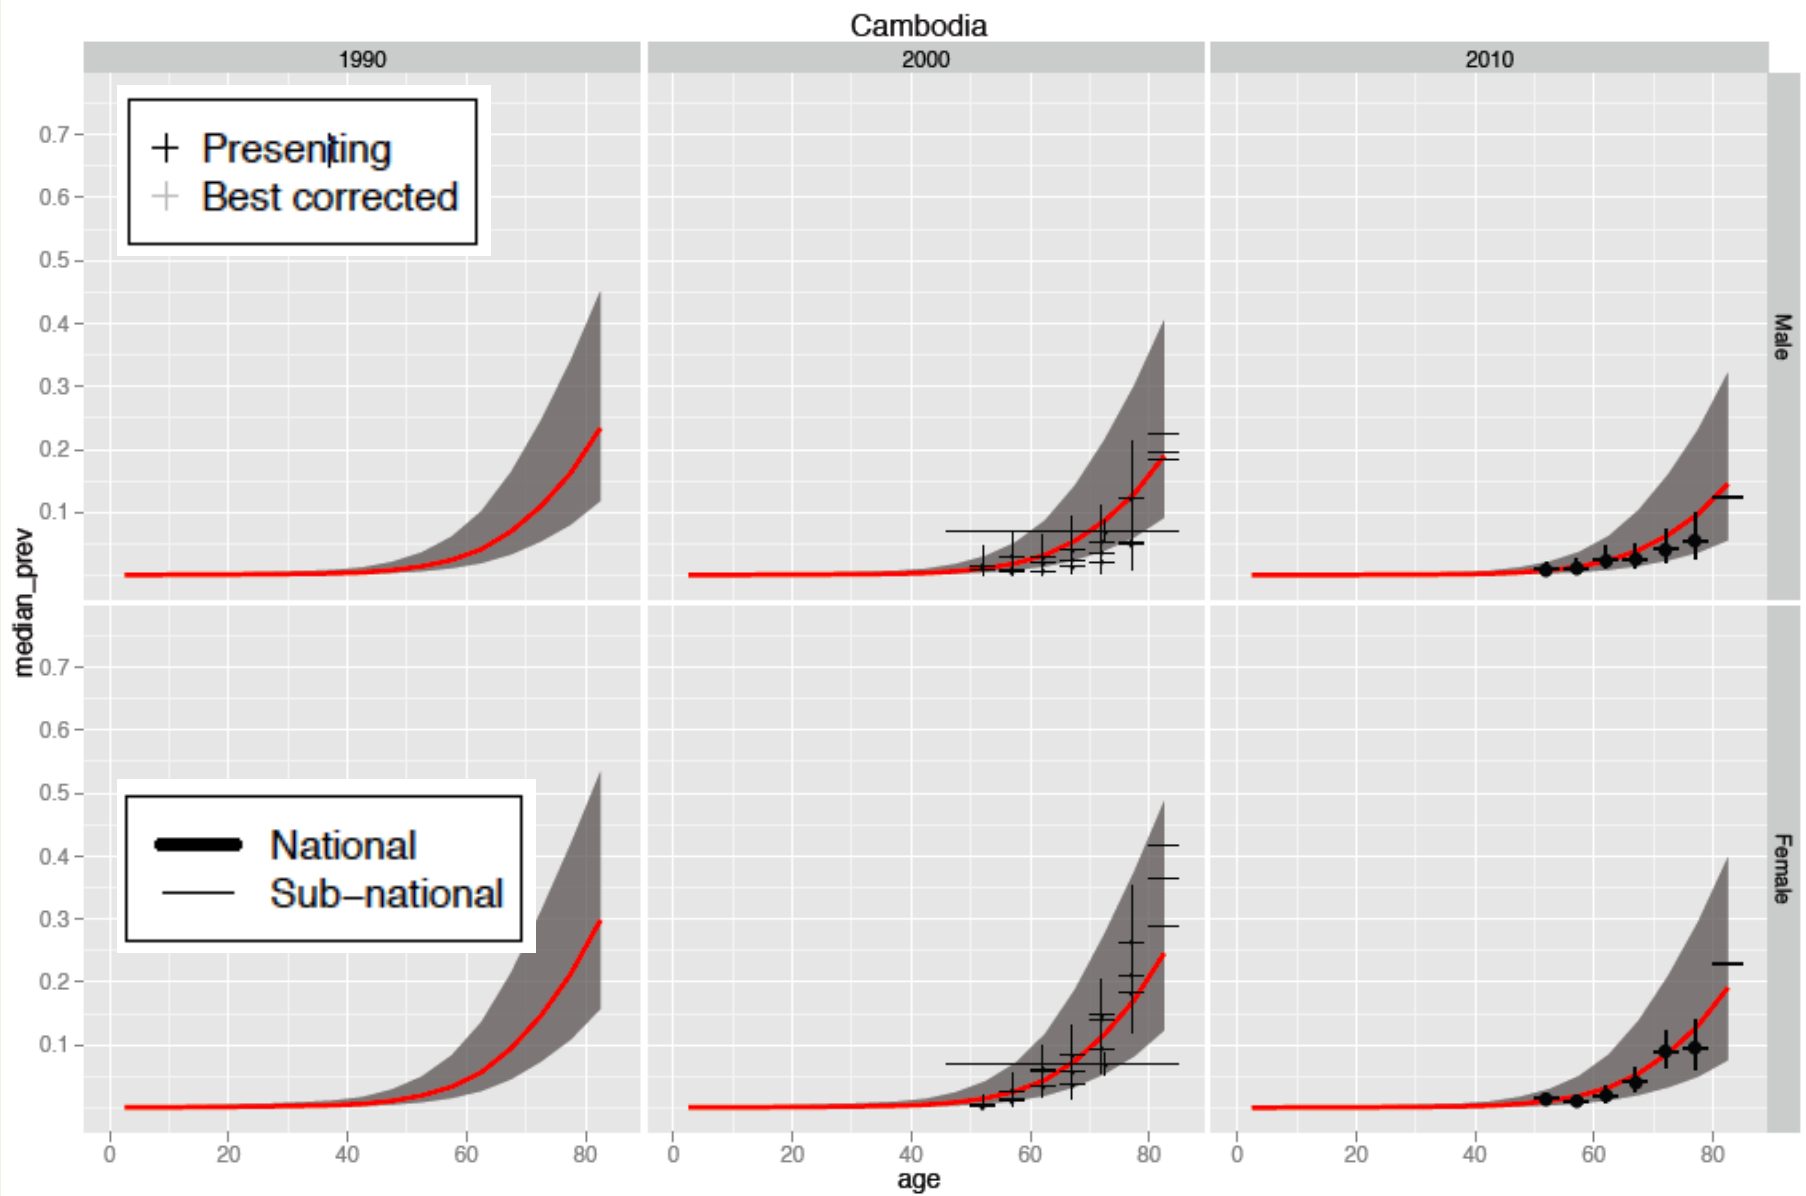 Cambodia
1990 2000 2010
Presenting
Best corrected
0.7
0.6
0.5
0.4
0.3
0.2
0.1
Male
median_prev
National
Sub-national
0.7
0.6
0.5
0.4
0.3
0.2
0.1
Female
0 20 40 60 80 0 20 40 60 80 0 20 40 60 80
age